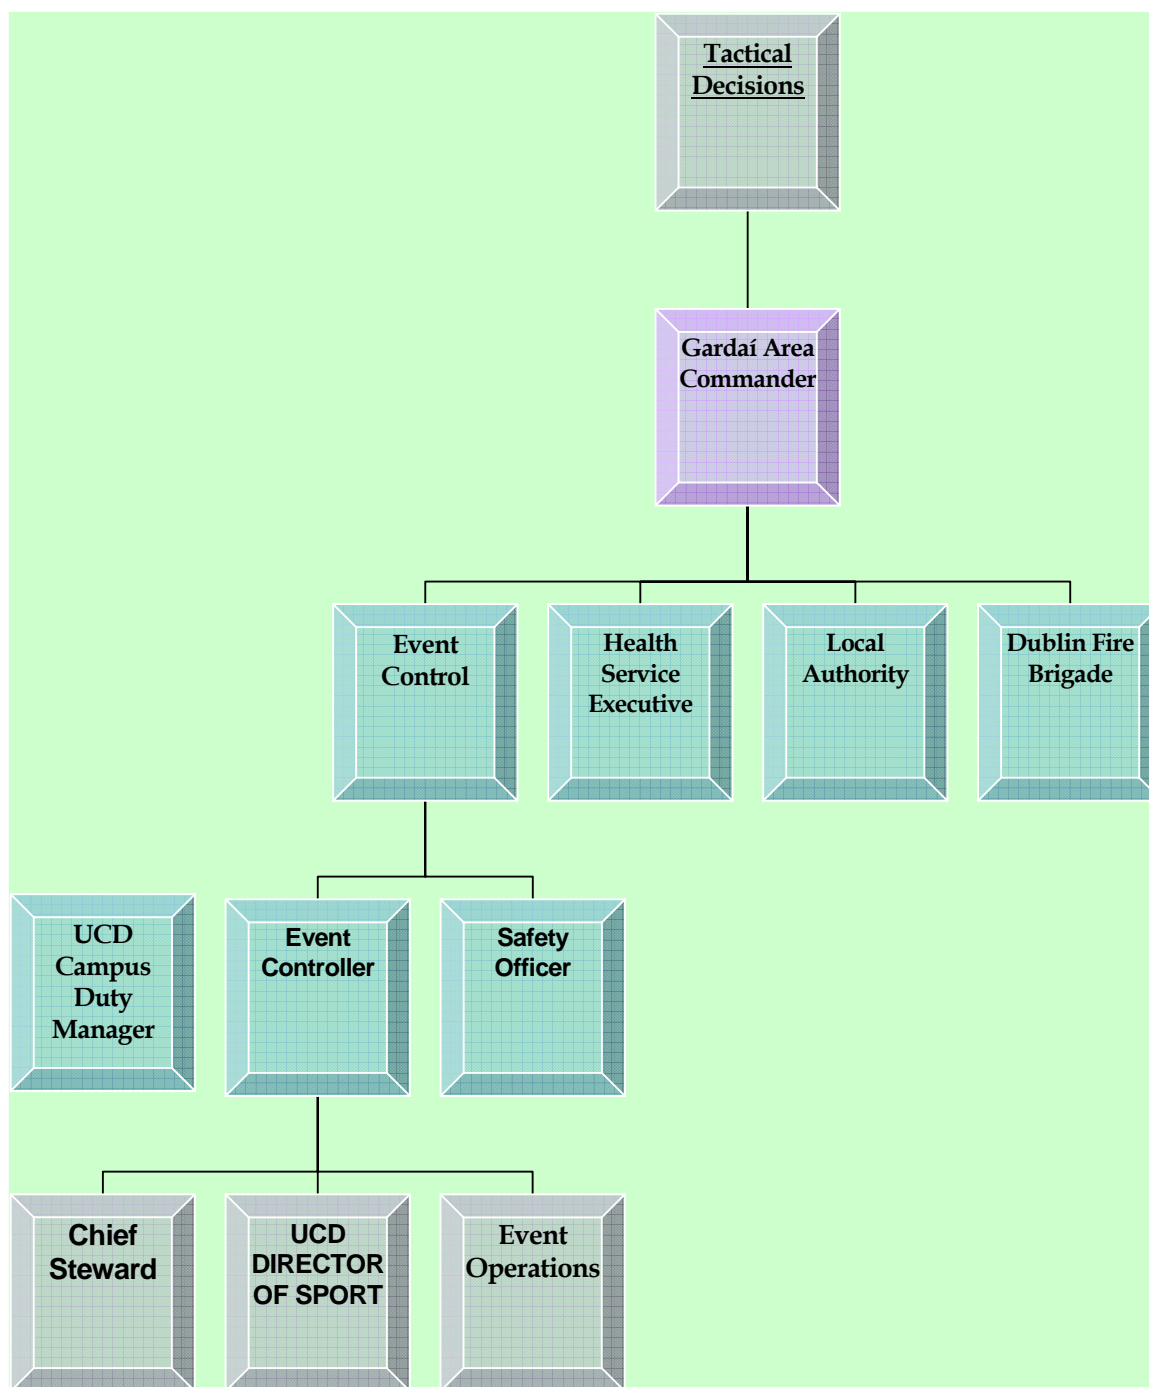 Tactical
Decisions
Gardaí Area
Commander
Event
Control
Health
Service
Executive
Local
Authority
Dublin Fire
Brigade
UCD
Campus
Duty
Manager
Event
Controller
Safety
Officer
Chief
Steward
UCD
DIRECTOR
OF SPORT
Event
Operations